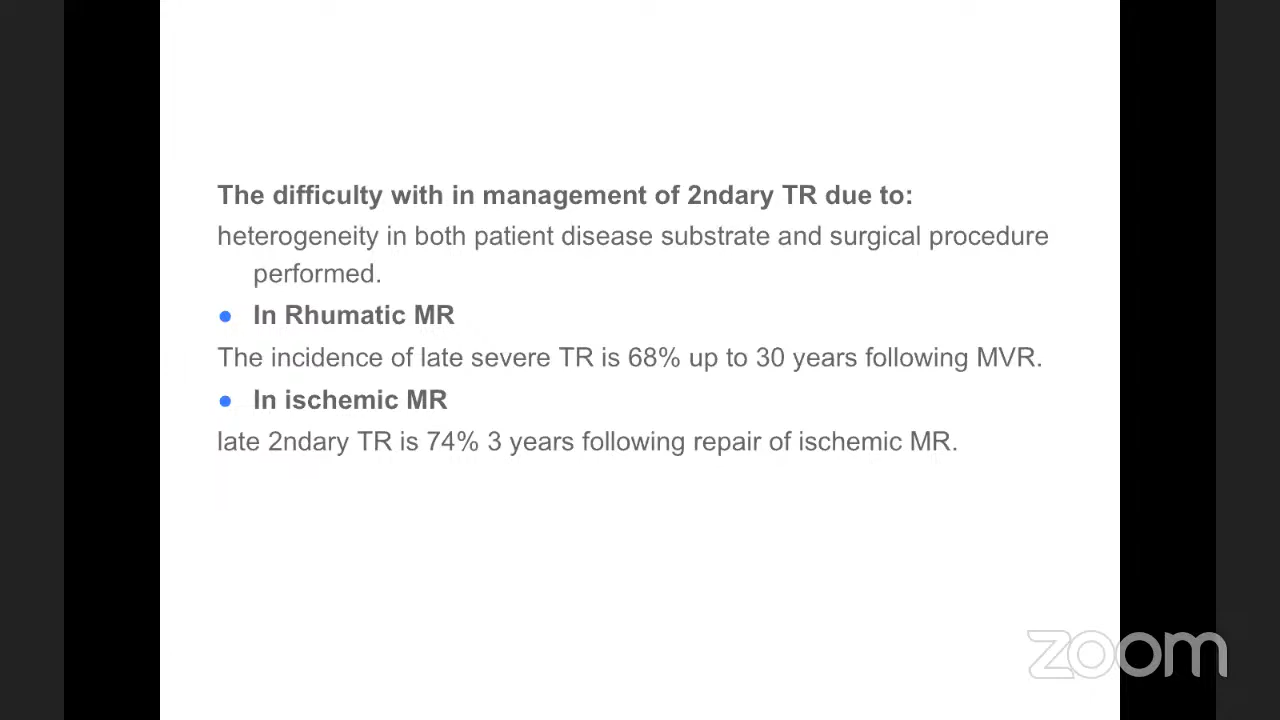 The difficulty with in management of 2ndary TR due to:
heterogeneity in both patient disease substrate and surgical procedure
performed.
● In Rhumatic MR
The incidence of late severe TR is 68% up to 30 years following MVR.
● In ischemic MR
late 2ndary TR is 74% 3 years following repair of ischemic MR.
zoom